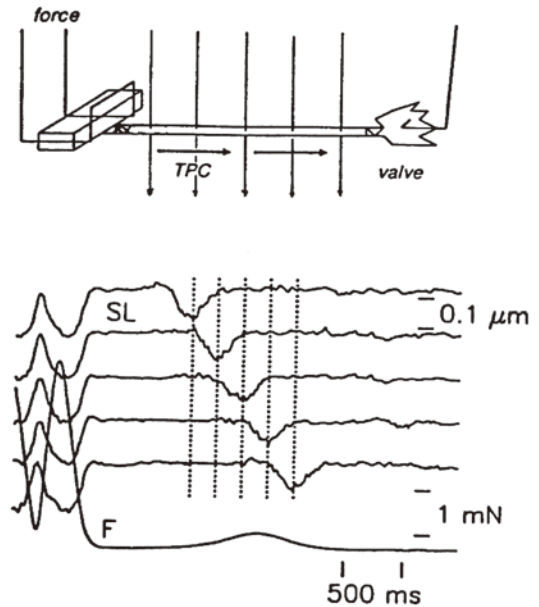 force
TPC
valve
SL
0.1 μm
F
1 mN
500 ms